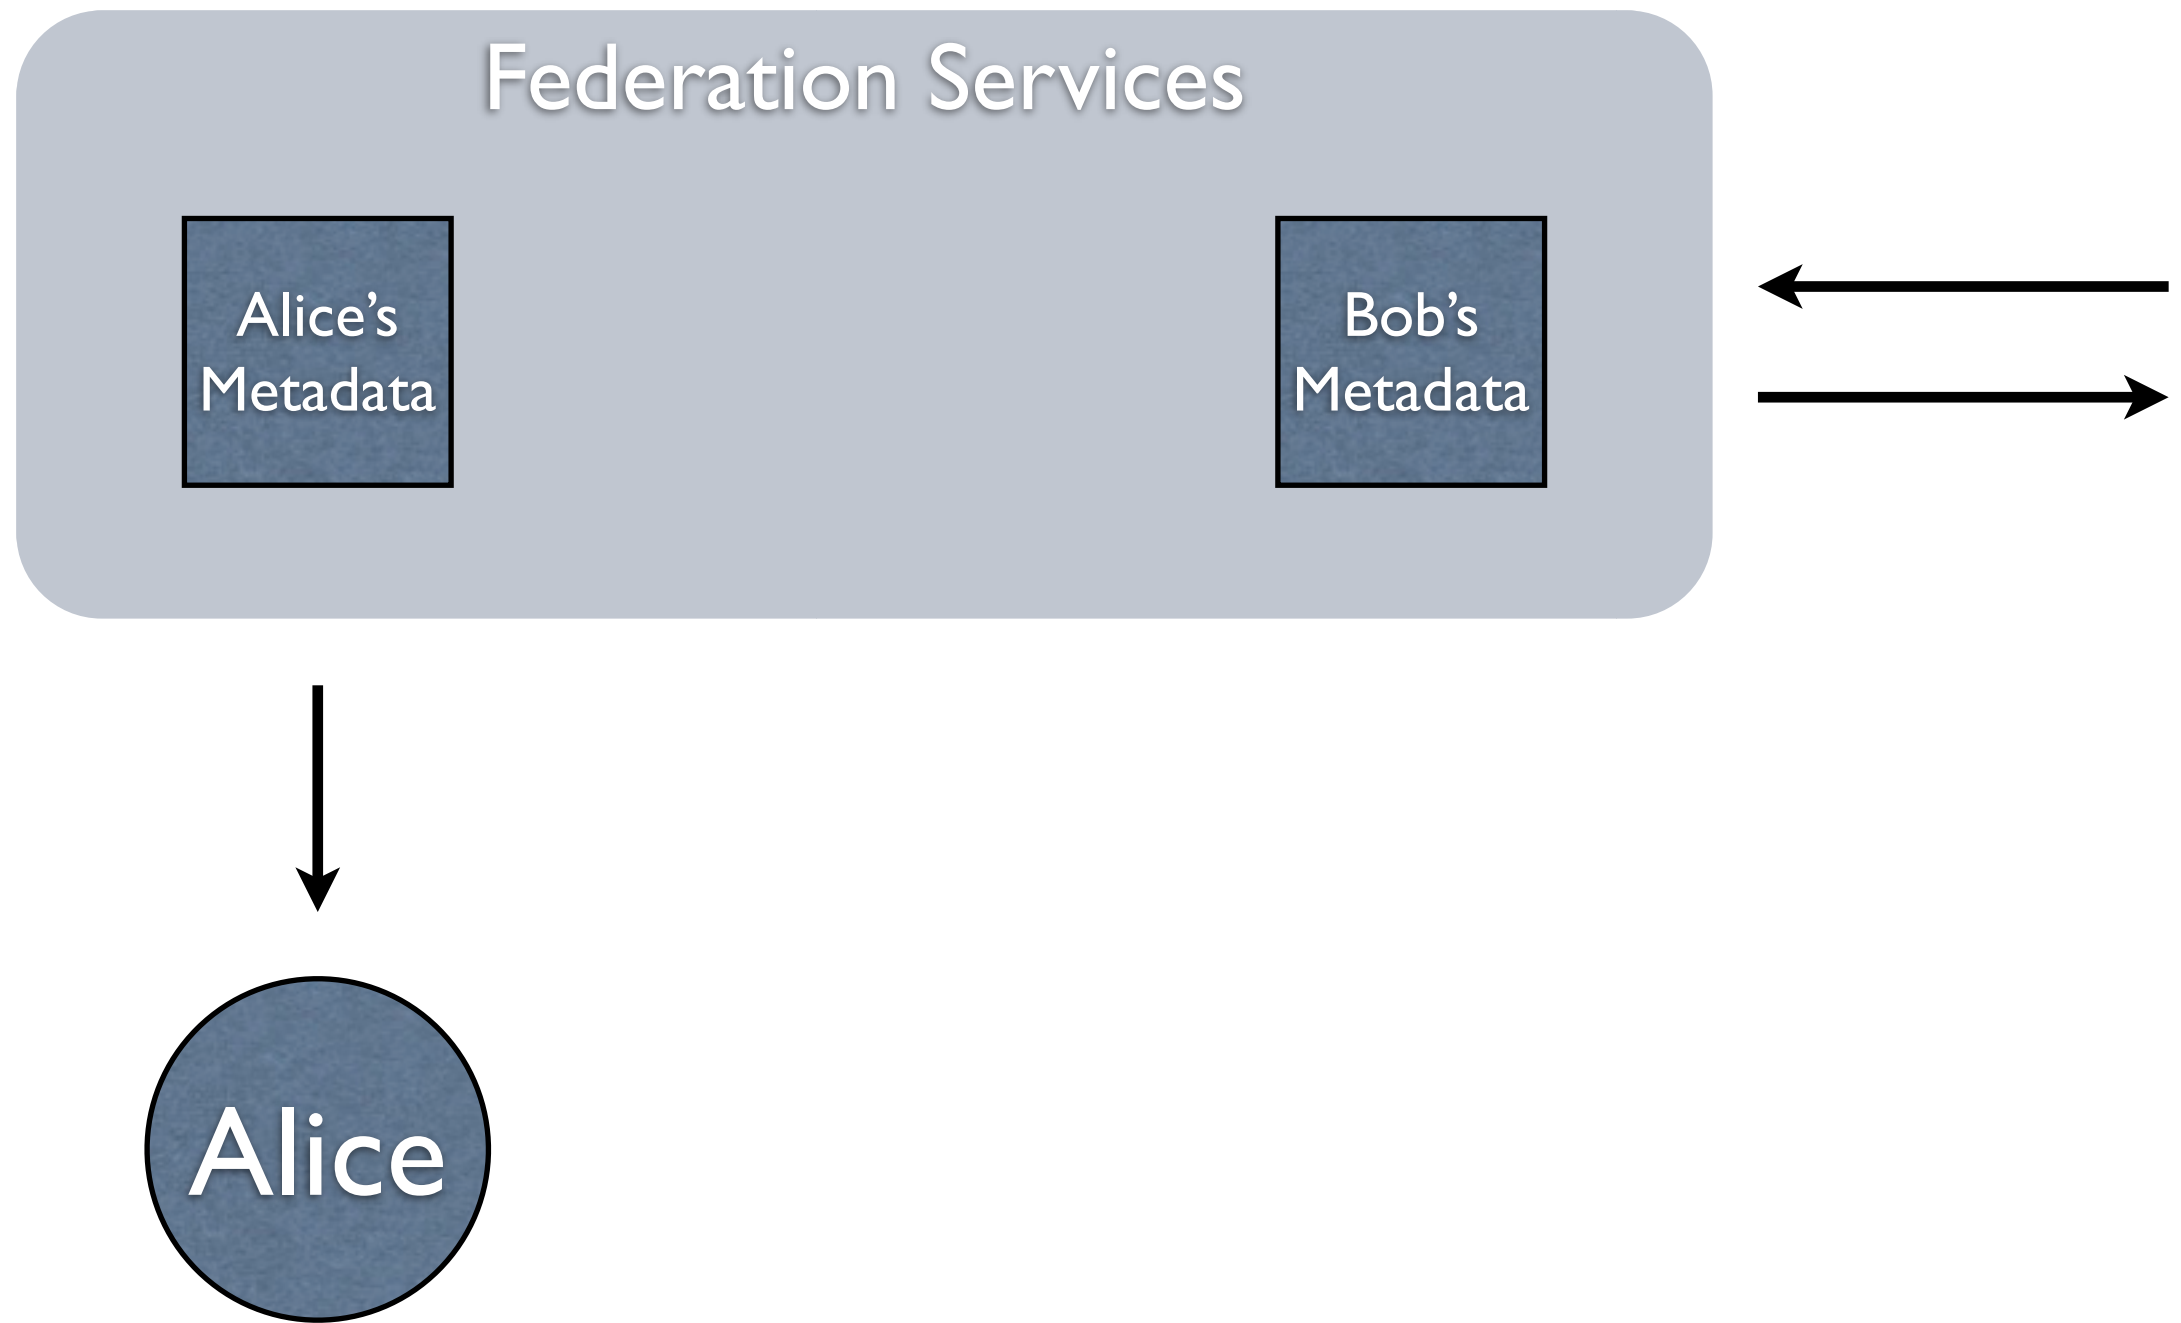 Federation Services
Alice’s
Metadata
Bob’s
Metadata
Alice